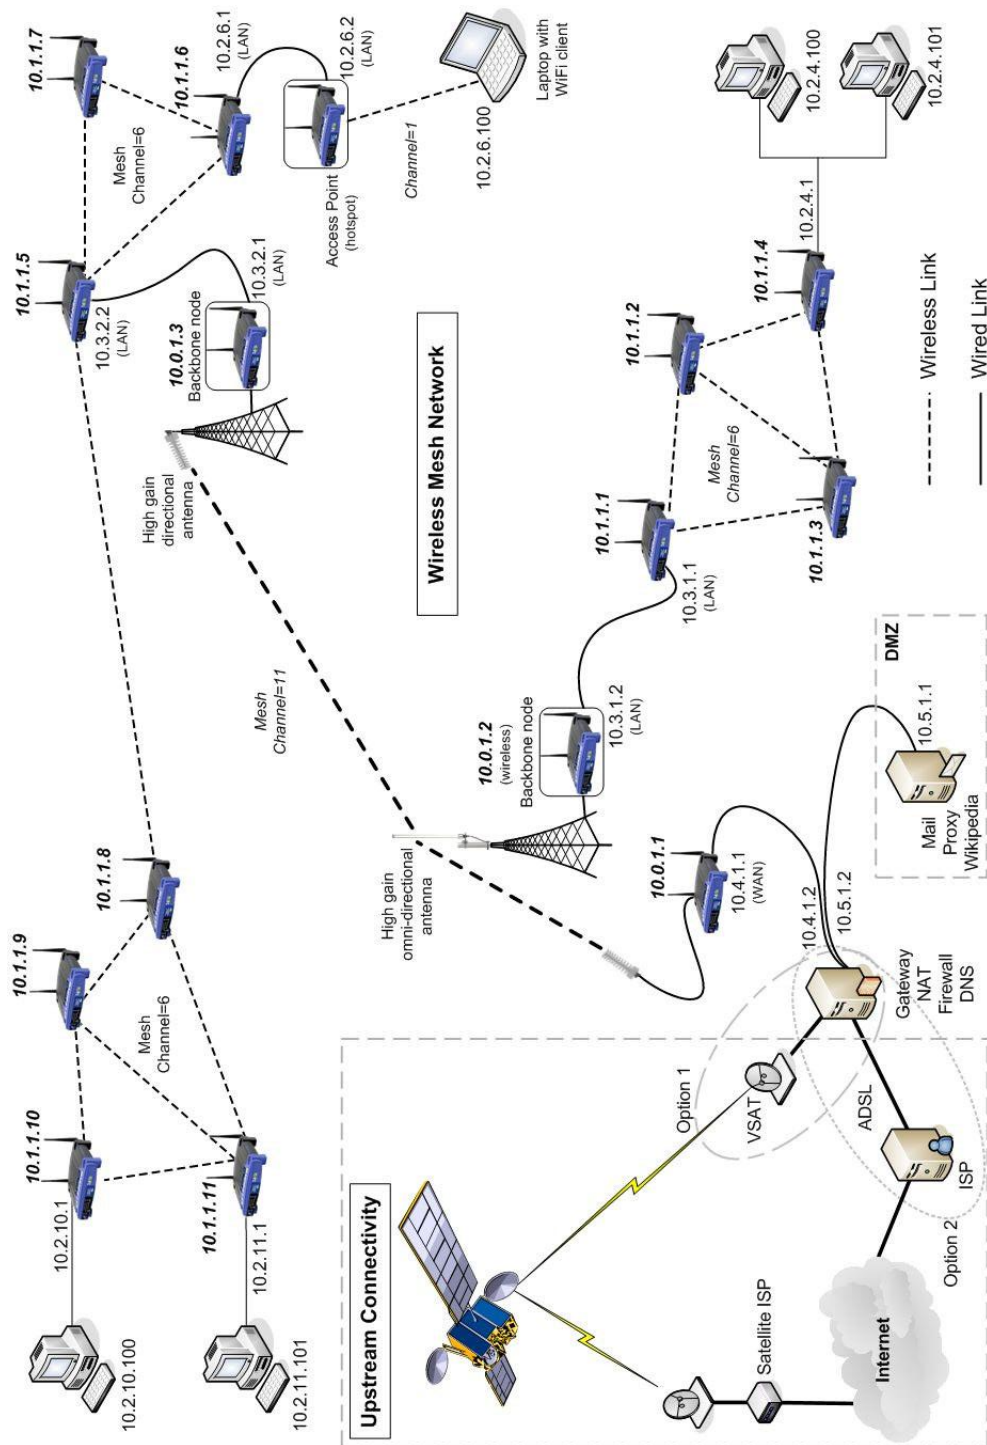 10.2.10.100
10.2.10.1
10.1.1.10
10.2.11.101
10.2.11.1
10.1.1.11
10.1.1.9
Mesh
Channel=6
10.1.1.8
10.1.1.5
10.3.2.2
(LAN)
10.1.1.7
Mesh
Channel=6
10.1.1.6
10.2.6.1
(LAN)
10.2.6.2
(LAN)
Access Point
(hotspot)
Channel=1
10.2.6.100
Laptop with
WiFi client
10.3.2.1
(LAN)
10.0.1.3
Backbone node
High gain
directional
antenna
Mesh
Channel=11
Wireless Mesh Network
High gain
omni-directional
antenna
10.0.1.2
(wireless)
Backbone node
10.3.1.2
(LAN)
10.3.1.1
(LAN)
10.1.1.1
10.1.1.2
Mesh
Channel=6
10.1.1.3
10.1.1.4
10.2.4.1
10.2.4.100
10.2.4.101
Upstream Connectivity
Satellite ISP
Internet
Option 1
VSAT
ADSL
ISP
Option 2
Gateway
NAT
Firewall
DNS
10.4.1.2
10.5.1.2
10.0.1.1
10.4.1.1
(WAN)
DMZ
10.5.1.1
Mail
Proxy
Wikipedia
Wireless Link
Wired Link